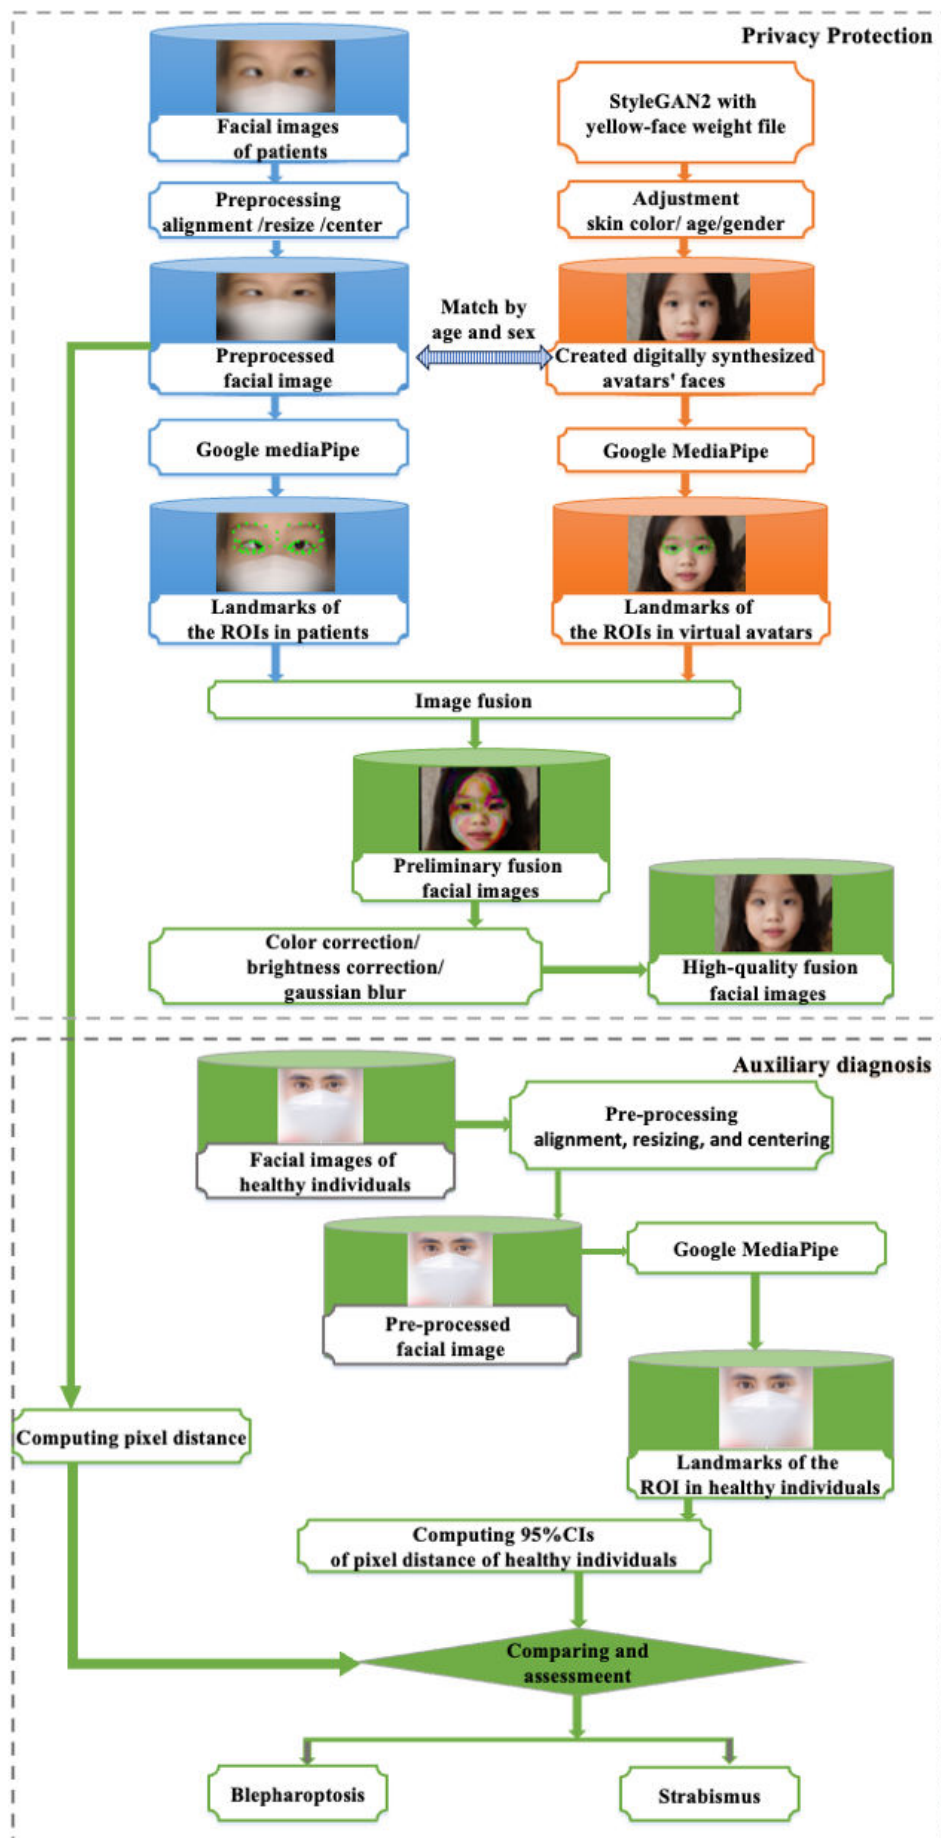 Privacy Protection
Facial images
of patients
StyleGAN2 with
yellow-face weight file
Preprocessing
alignment /resize /center
Adjustment
skin color/ age/gender
Match by
age and sex
Preprocessed
facial image
Created digitally synthesized
avatars' faces
Google mediaPipe
Google MediaPipe
Landmarks of
the ROIs in patients
Landmarks of
the ROIs in virtual avatars
Image fusion
Preliminary fusion
facial images
Color correction/
brightness correction/
gaussian blur
High-quality fusion
facial images
Auxiliary diagnosis
Facial images of
healthy individuals
Pre-processing
alignment, resizing, and centering
Pre-processed
facial image
Google MediaPipe
Landmarks of the
ROI in healthy individuals
Computing pixel distance
Computing 95%CIs
of pixel distance of healthy individuals
Comparing and
assessmeent
Blepharoptosis
Strabismus